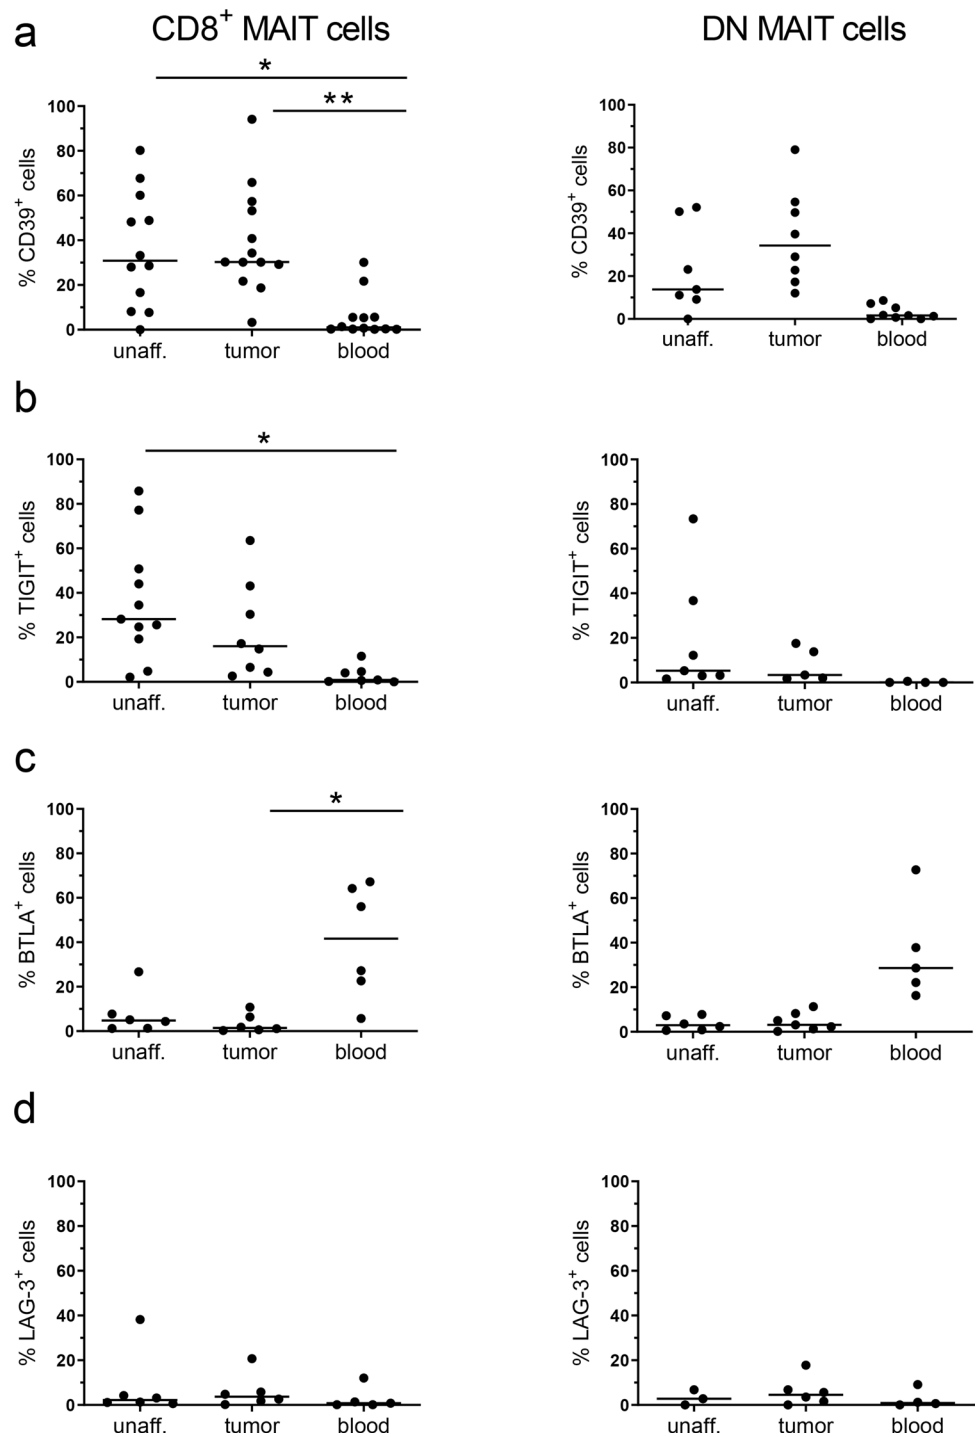 a
CD8⁺ MAIT cells
DN MAIT cells
*
**
% CD39⁺ cells
100
80
60
40
20
0
unaff. tumor blood
% CD39⁺ cells
100
80
60
40
20
0
unaff. tumor blood
b
*
% TIGIT⁺ cells
100
80
60
40
20
0
unaff. tumor blood
% TIGIT⁺ cells
100
80
60
40
20
0
unaff. tumor blood
c
*
% BTLA⁺ cells
100
80
60
40
20
0
unaff. tumor blood
% BTLA⁺ cells
100
80
60
40
20
0
unaff. tumor blood
d
% LAG-3⁺ cells
100
80
60
40
20
0
unaff. tumor blood
% LAG-3⁺ cells
100
80
60
40
20
0
unaff. tumor blood